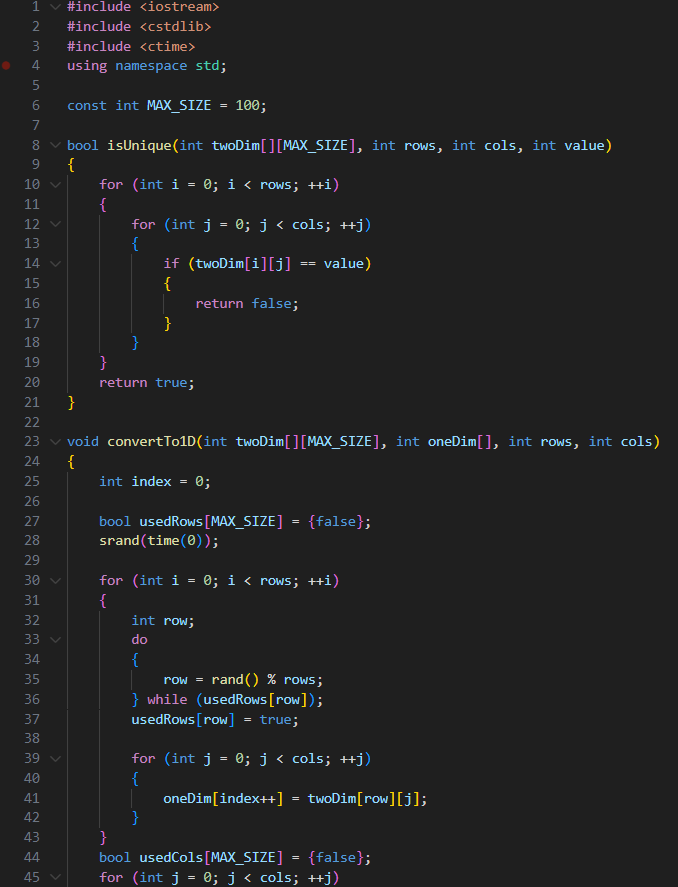 1 #include <iostream>
2 #include <cstdlib>
3 #include <ctime>
4 using namespace std;
5
6 const int MAX_SIZE = 100;
7
8 bool isUnique(int twoDim[][MAX_SIZE], int rows, int cols, int value)
9 {
10     for (int i = 0; i < rows; ++i)
11     {
12         for (int j = 0; j < cols; ++j)
13         {
14             if (twoDim[i][j] == value)
15             {
16                 return false;
17             }
18         }
19     }
20     return true;
21 }
22
23 void convertTo1D(int twoDim[][MAX_SIZE], int oneDim[], int rows, int cols)
24 {
25     int index = 0;
26
27     bool usedRows[MAX_SIZE] = {false};
28     srand(time(0));
29
30     for (int i = 0; i < rows; ++i)
31     {
32         int row;
33         do
34         {
35             row = rand() % rows;
36         } while (usedRows[row]);
37         usedRows[row] = true;
38
39         for (int j = 0; j < cols; ++j)
40         {
41             oneDim[index++] = twoDim[row][j];
42         }
43     }
44     bool usedCols[MAX_SIZE] = {false};
45     for (int j = 0; j < cols; ++j)